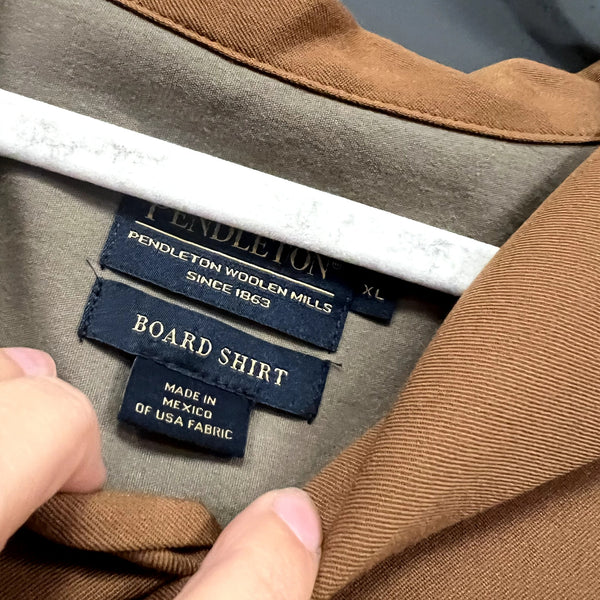 PENDLETON®
PENDLETON WOOLEN MILLS
SINCE 1863
XL
BOARD SHIRT
MADE IN
MEXICO
OF USA FABRIC